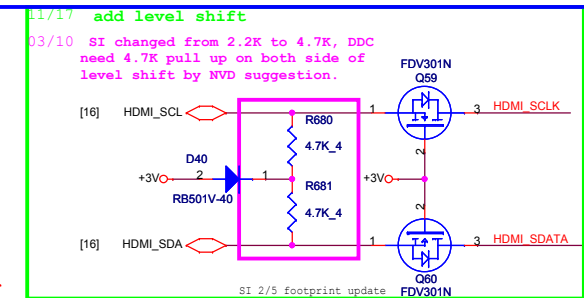 11/17 add level shift
03/10 SI changed from 2.2K to 4.7K, DDC
need 4.7K pull up on both side of
level shift by NVD suggestion.
FDV301N
Q59
[16] HDMI_SCL
1
3 HDMI_SCLK
R680
4.7K_4
2
D40
+3V 2 1
+3V
RB501V-40
R681
4.7K_4
2
[16] HDMI_SDA
1
3 HDMI_SDATA
Q60
SI 2/5 footprint update FDV301N